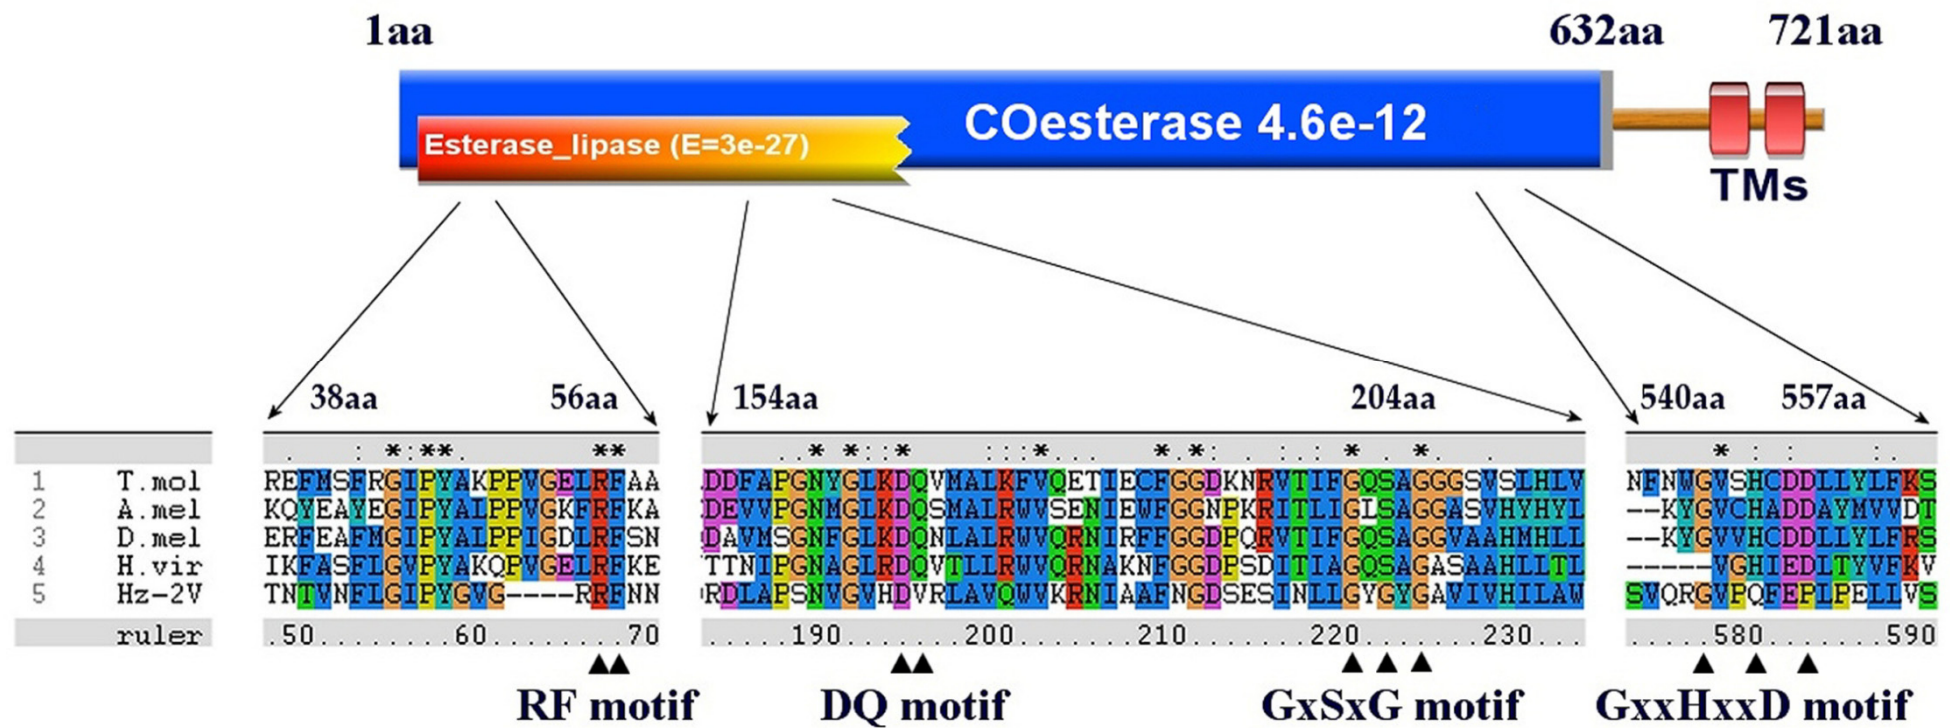 1aa 632aa 721aa
COesterase 4.6e-12
Esterase_lipase (E=3e-27)
TMs
38aa 56aa 154aa 204aa 540aa 557aa
. : *:**. ** ..*.*::* :::*... *.*: .:.: *.* . * : :.
1 T.mol REFMSFRGIPYAKPPVGELRFAA DDFAPGNYGLKDQVMALKFVQETIECFGGDKNRVTIFGQSAGGGSVSLHLV NFNWGVSHCDDLLYLFKS
2 A.mel KQYEAYEGIPYALPPVGKFRFKA DEVVPGNMGLKDQSMALRWVSENIEWFGGNPKRITLIGLSAGGASVHYHYL --KYGVCHADDAYMVVDT
3 D.mel ERFEAFMGIPYALPPIGDLRFSN DAVMSGNFGLKDQNLALRWVQRNIRFFGGDPQRVTIFGQSAGGVAAHMHLL --KYGVVHCDDLLYLFRS
4 H.vir IKFASFLGVPYAKQPVGELRFKE TTNIPGNAGLRDQVTLLRWVQRNAKNFGGDPSDITIAGQSAGASAAHLLTL -----VGHIEDLTYVFKV
5 Hz-2V TNTVNFLGIPYGVG----RRFNN RDLAPSNVGVHDVRLAVQWVKRNIAAFNGDSESINLLGYGYGAVIVHILAW SVQRGVPQFEPLPELLVS
ruler .50........60........70 ......190.......200.......210.......220.......230.... ......580.......590
▲▲ ▲▲ ▲ ▲ ▲ ▲ ▲ ▲
RF motif DQ motif GxSxG motif GxxHxxD motif